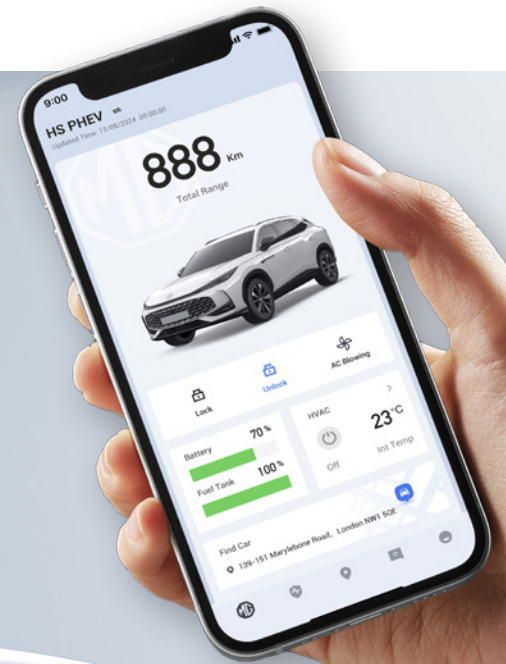 9:00
HS PHEV
Updated Time: 15/05/2024 09:00:00
888 Km
Total Range
Lock
Unlock
AC Blowing
Battery 70%
Fuel Tank 100%
HVAC
23°C
Off
Int Temp
Find Car
139-151 Marylebone Road, London NW1 5QE
MG